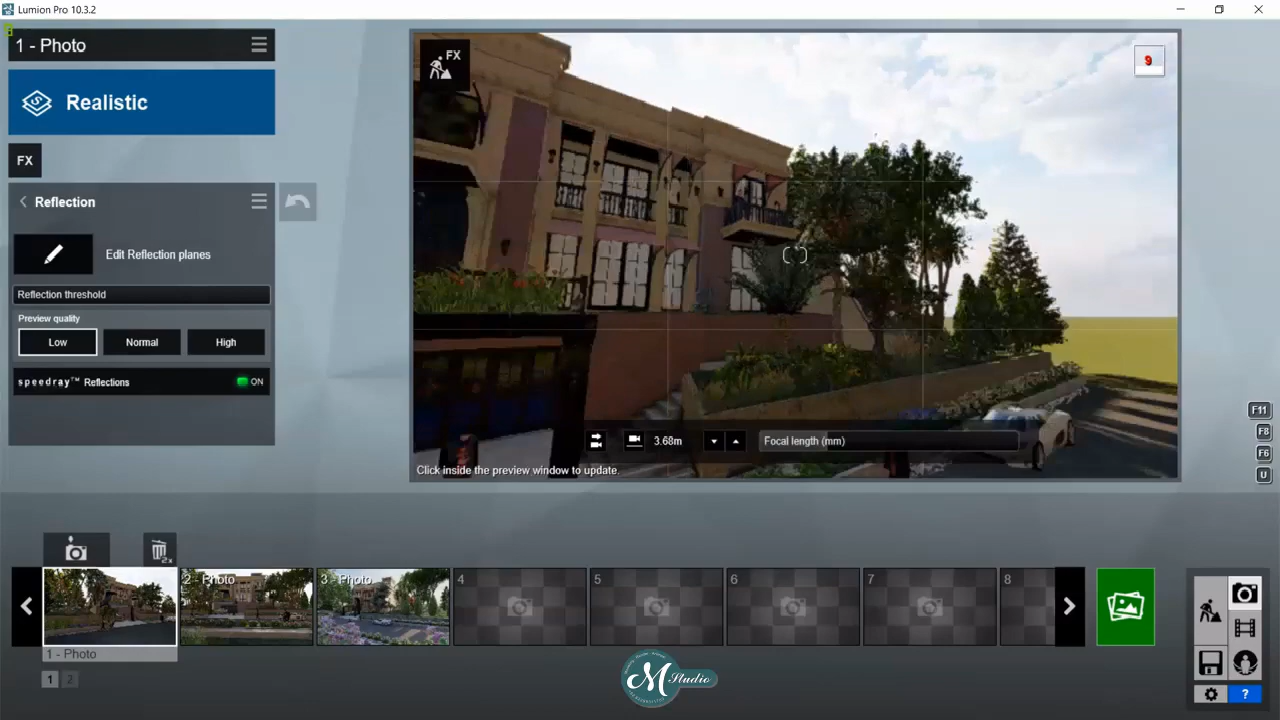 Lumion Pro 10.3.2
1 - Photo
Realistic
FX
Reflection
Edit Reflection planes
Reflection threshold
Preview quality
Low Normal High
speedray™ Reflections ON
FX
9
3.68m
Focal length (mm)
Click inside the preview window to update.
F11
F8
F6
U
2x
2 - Photo
3 - Photo
4
5
6
7
8
1 - Photo
1 2
?
M Studio